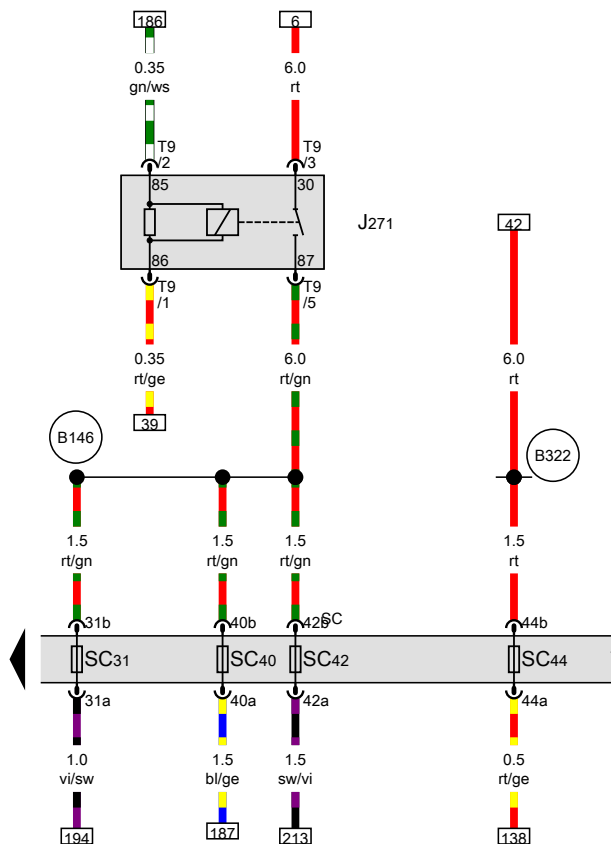 186 6
0.35 6.0
gn/ws rt
T9 T9
/2 /3
85 30
J271 42
86 87
T9 T9
/1 /5
0.35 6.0 6.0
rt/ge rt/gn rt
39
B146 B322
1.5 1.5 1.5 1.5
rt/gn rt/gn rt/gn rt
31b 40b 42b SC 44b
SC31 SC40 SC42 SC44
31a 40a 42a 44a
1.0 1.5 1.5 0.5
vi/sw bl/ge sw/vi rt/ge
194 187 213 138